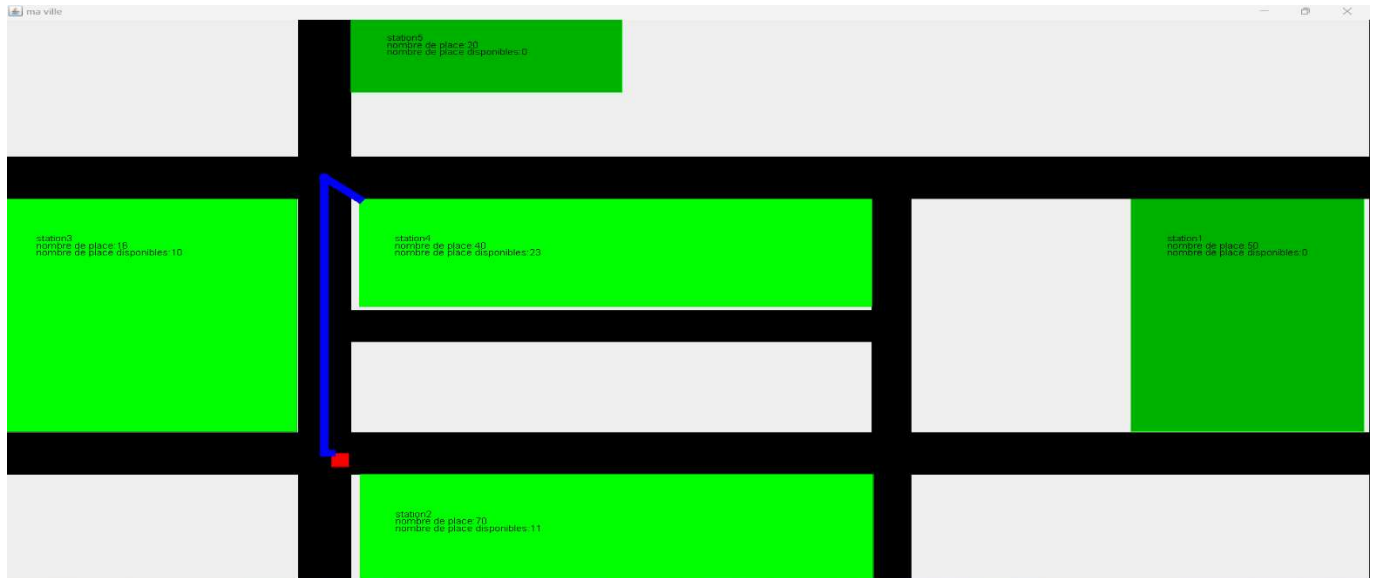 ma ville
station5
nombre de place:20
nombre de place disponibles:0
station3
nombre de place:16
nombre de place disponibles:10
station4
nombre de place:40
nombre de place disponibles:23
station1
nombre de place:50
nombre de place disponibles:0
station2
nombre de place:70
nombre de place disponibles:11